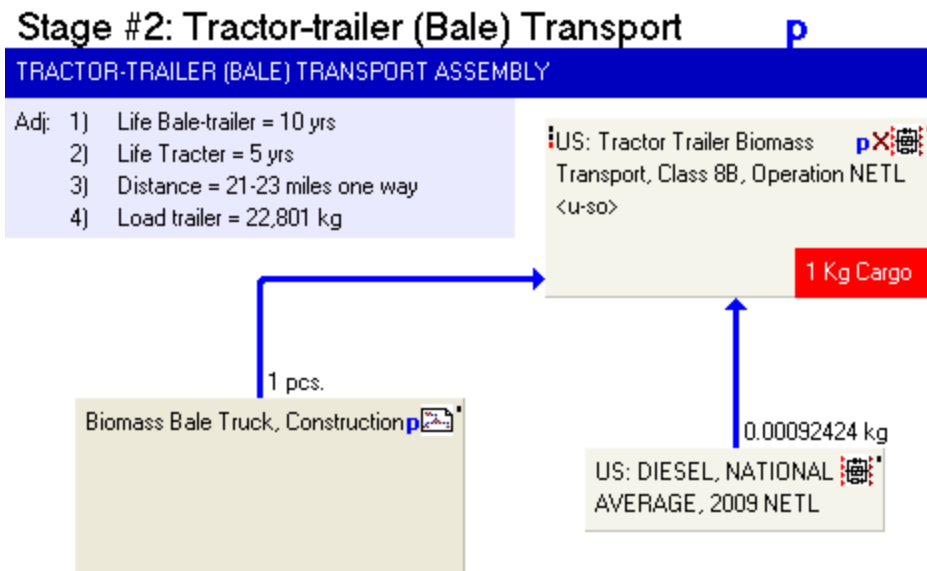 Stage #2: Tractor-trailer (Bale) Transport p
TRACTOR-TRAILER (BALE) TRANSPORT ASSEMBLY
Adj: 1) Life Bale-trailer = 10 yrs
2) Life Tracter = 5 yrs
3) Distance = 21-23 miles one way
4) Load trailer = 22,801 kg
US: Tractor Trailer Biomass pX
Transport, Class 8B, Operation NETL
<u-so>
1 Kg Cargo
1 pcs.
Biomass Bale Truck, Construction p
0.00092424 kg
US: DIESEL, NATIONAL
AVERAGE, 2009 NETL